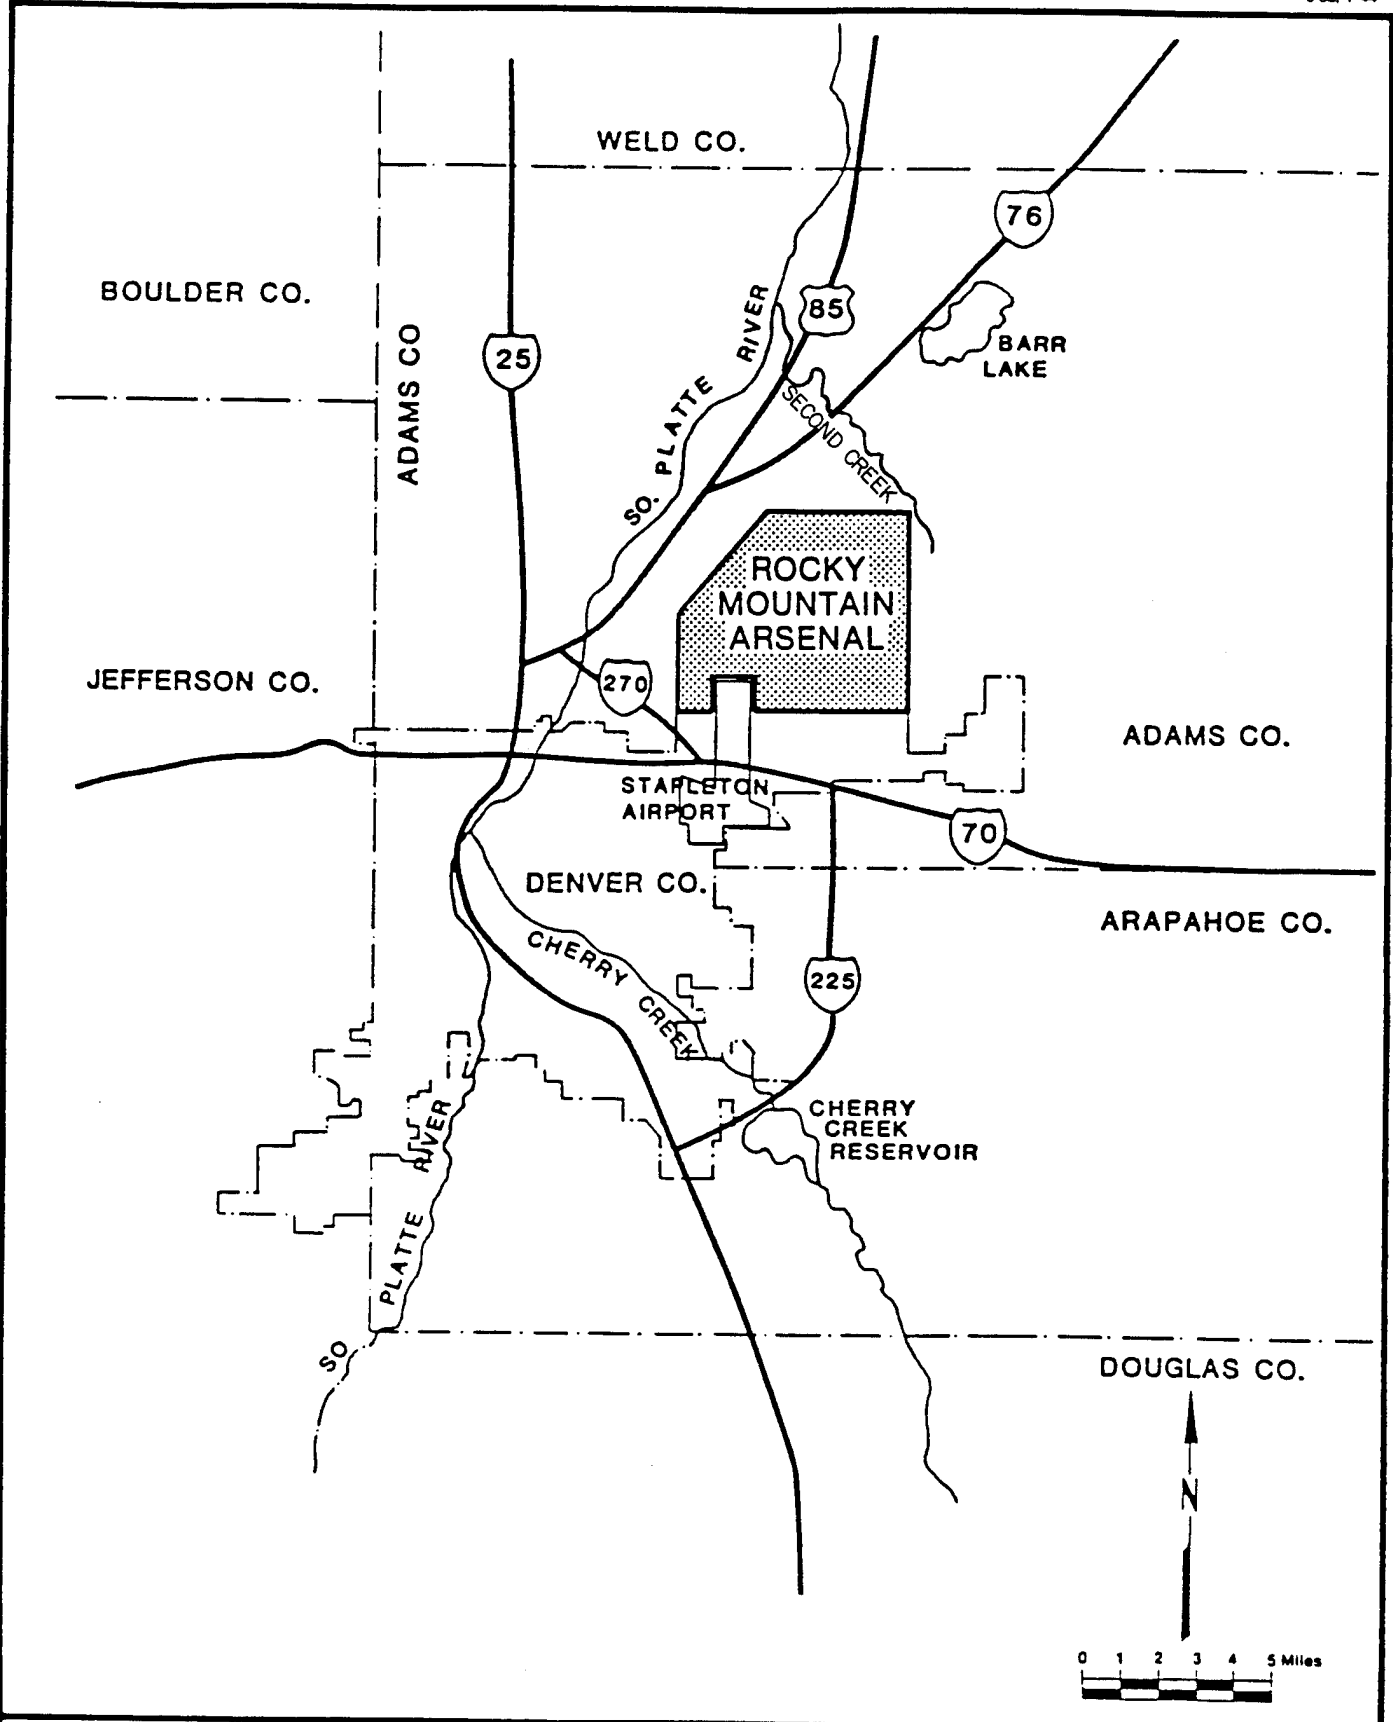 WELD CO.
76
BOULDER CO.
85
RIVER
25
ADAMS CO
BARR
LAKE
PLATTE
SO.
SECOND CREEK
ROCKY
MOUNTAIN
ARSENAL
JEFFERSON CO.
270
ADAMS CO.
STAPLETON
AIRPORT
70
DENVER CO.
ARAPAHOE CO.
CHERRY
CREEK
225
CHERRY
CREEK
RESERVOIR
RIVER
PLATTE
SO
DOUGLAS CO.
N
0 1 2 3 4 5 Miles